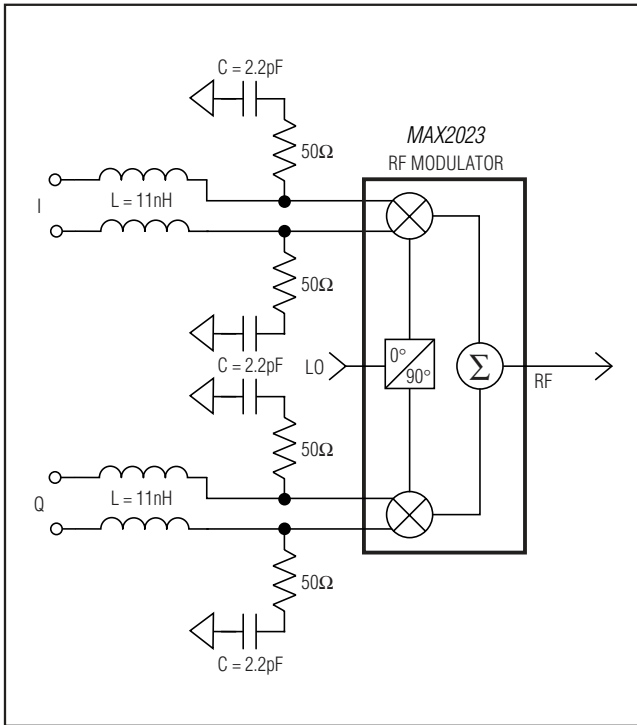 C = 2.2pF
50Ω
MAX2023
RF MODULATOR
L = 11nH
I
50Ω
C = 2.2pF
LO
0°
90°
Σ
RF
50Ω
L = 11nH
Q
50Ω
C = 2.2pF